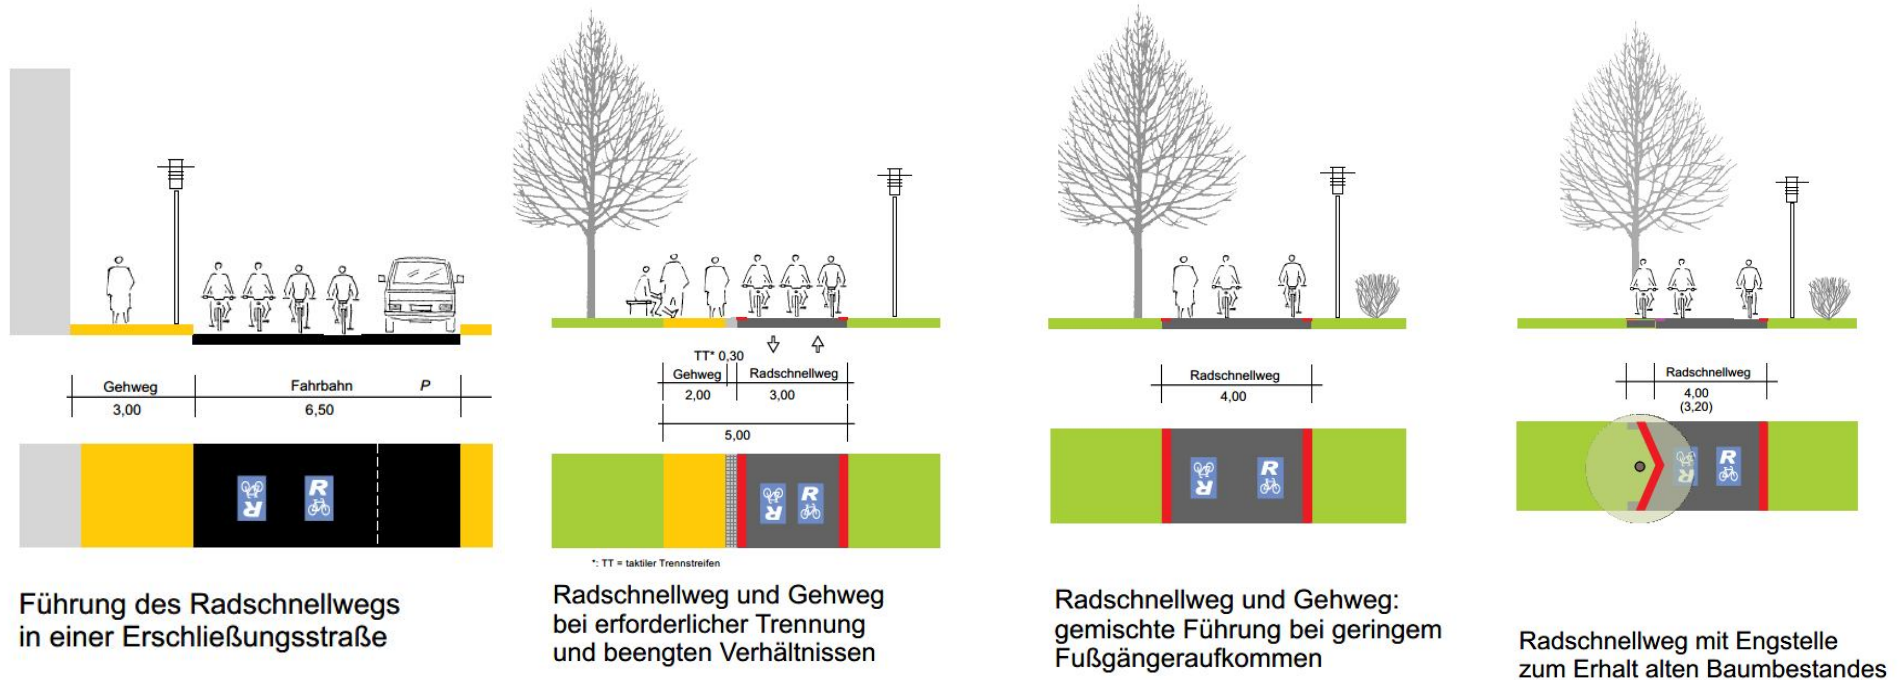 Gehweg
Fahrbahn
P
3,00
6,50
R
R
Führung des Radschnellwegs
in einer Erschließungsstraße
TT* 0,30
Gehweg
Radschnellweg
2,00
3,00
5,00
R
R
*: TT = taktiler Trennstreifen
Radschnellweg und Gehweg
bei erforderlicher Trennung
und beengten Verhältnissen
Radschnellweg
4,00
R
R
Radschnellweg und Gehweg:
gemischte Führung bei geringem
Fußgängeraufkommen
Radschnellweg
4,00
(3,20)
R
R
Radschnellweg mit Engstelle
zum Erhalt alten Baumbestandes